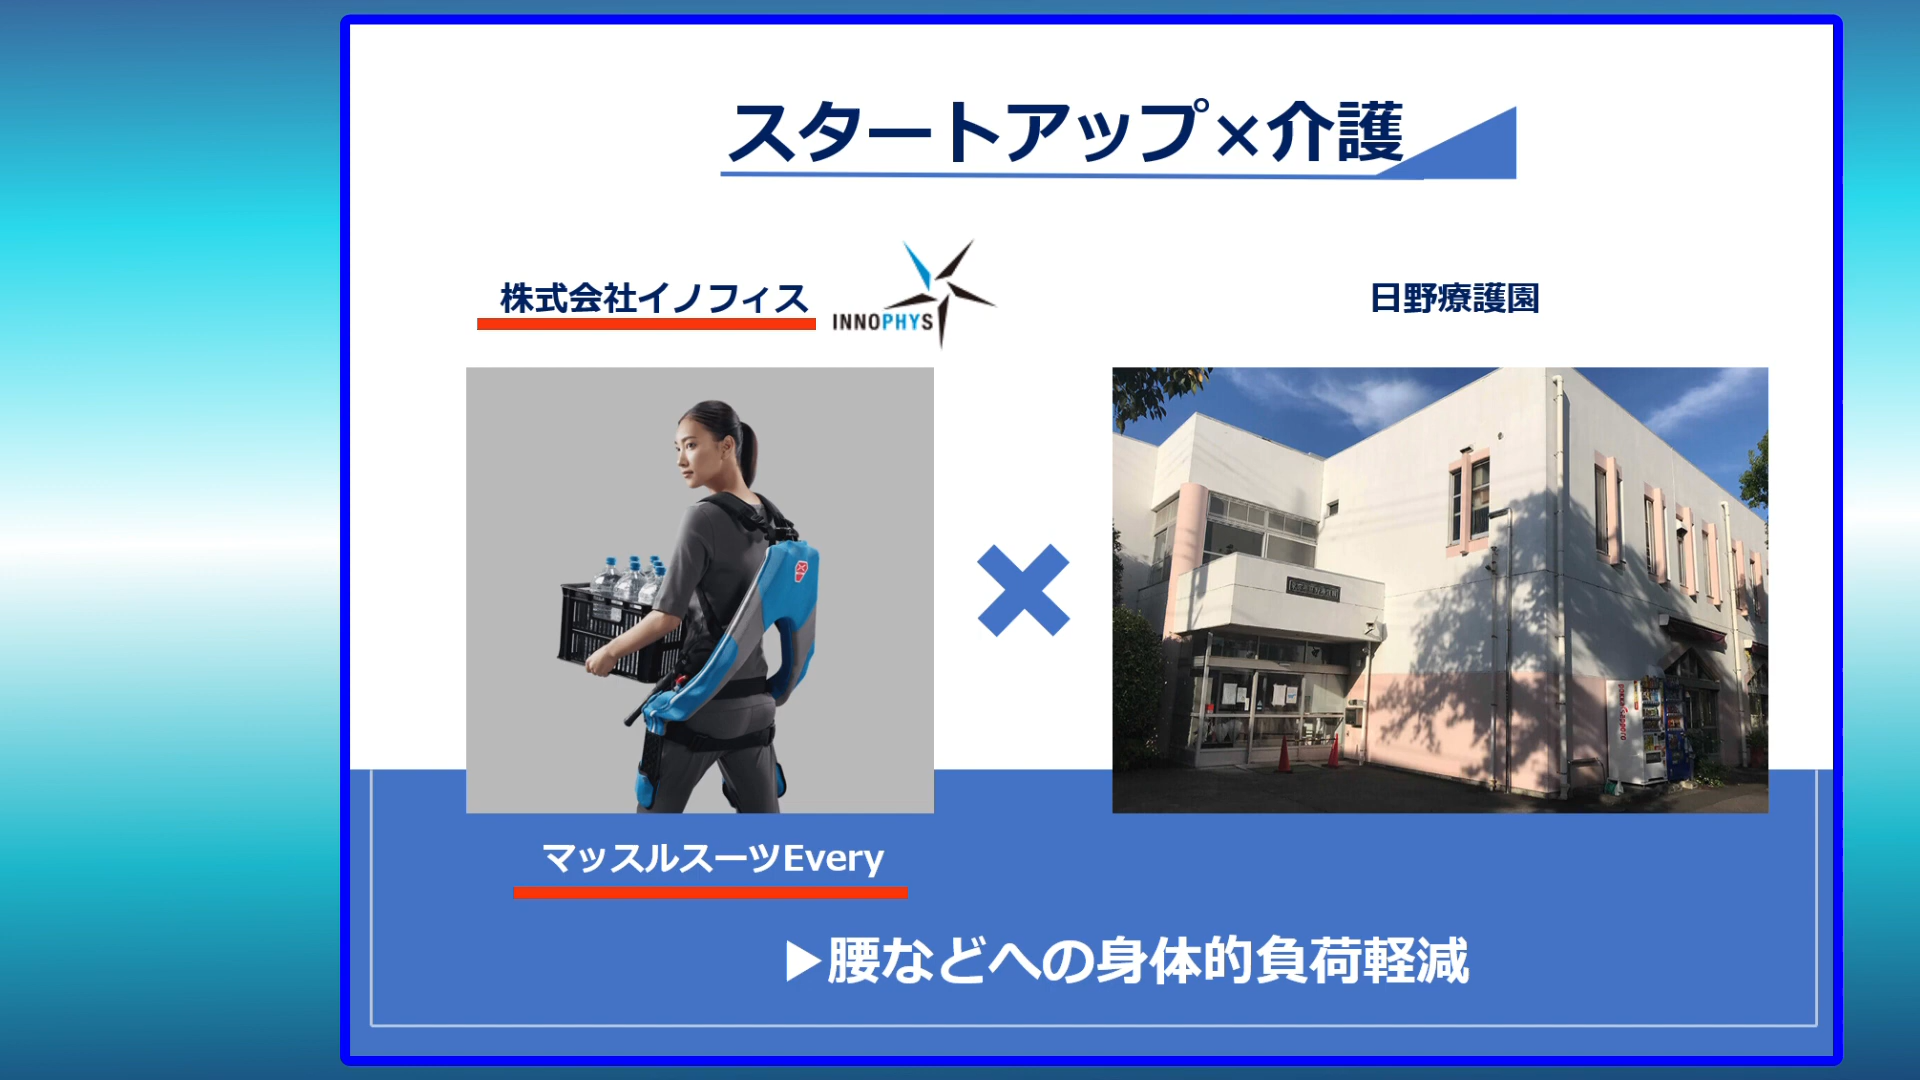 スタートアップ×介護
株式会社イノフィス
INNOPHYS
日野療護園
マッスルスーツEvery
▶腰などへの身体的負荷軽減